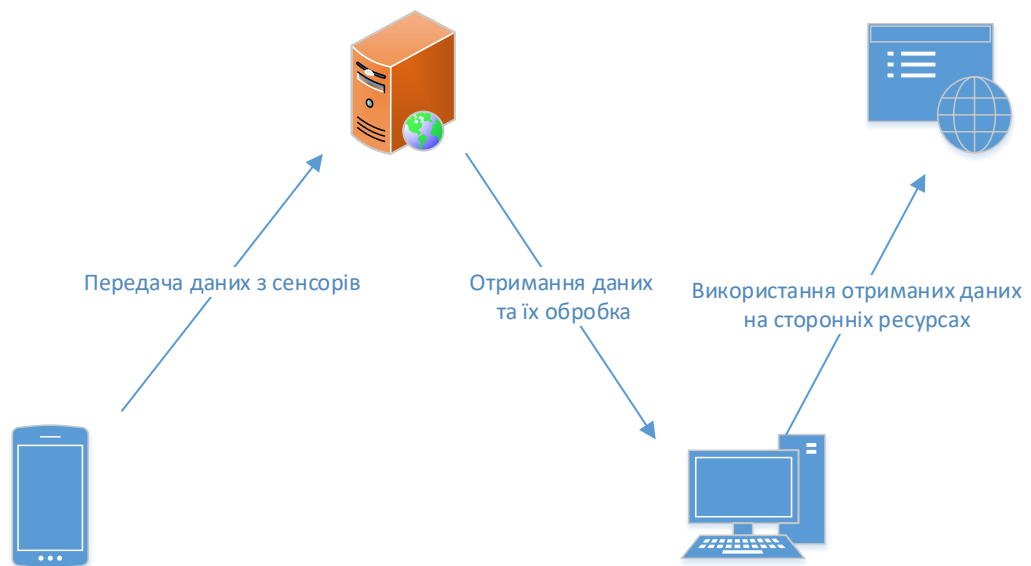 Передача даних з сенсорів
Отримання даних
та їх обробка
Використання отриманих даних
на сторонніх ресурсах